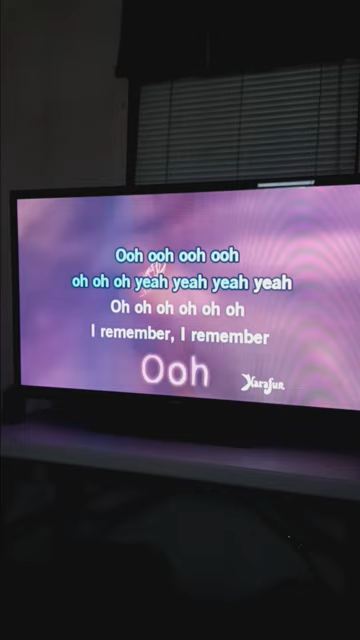 Ooh ooh ooh ooh
oh oh oh yeah yeah yeah yeah
Oh oh oh oh oh oh
I remember, I remember
Ooh
KaraFun